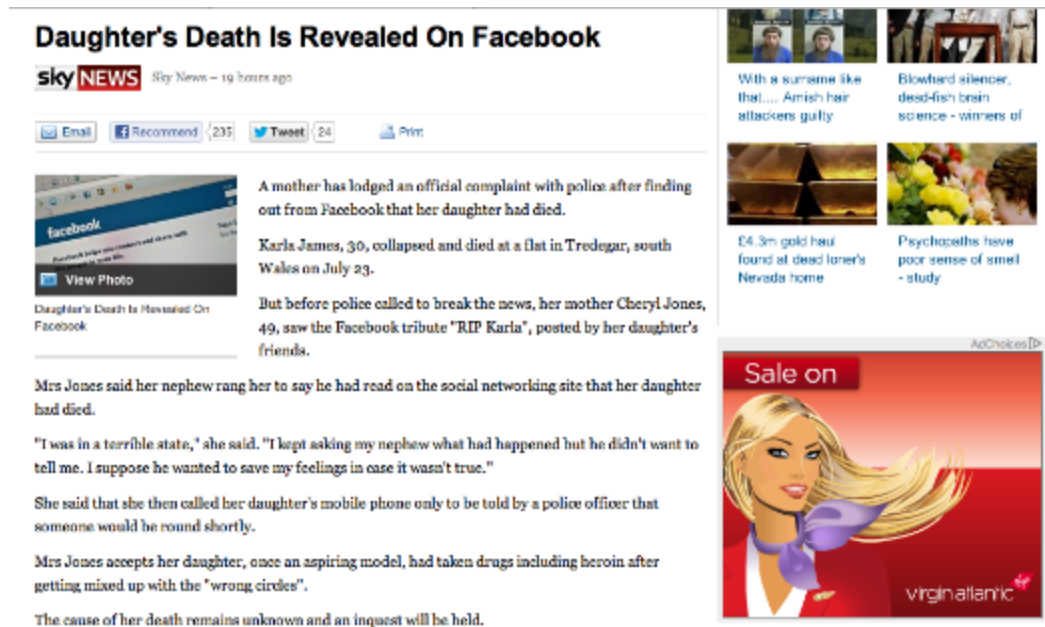 Daughter's Death Is Revealed On Facebook
sky NEWS
Sky News – 19 hours ago
Email
Recommend
235
Tweet
24
Print
facebook
View Photo
Daughter's Death Is Revealed On
Facebook
A mother has lodged an official complaint with police after finding
out from Facebook that her daughter had died.
Karla James, 30, collapsed and died at a flat in Tredegar, south
Wales on July 23.
But before police called to break the news, her mother Cheryl Jones,
49, saw the Facebook tribute "RIP Karla", posted by her daughter's
friends.
Mrs Jones said her nephew rang her to say he had read on the social networking site that her daughter
had died.
"I was in a terrible state," she said. "I kept asking my nephew what had happened but he didn't want to
tell me. I suppose he wanted to save my feelings in case it wasn't true."
She said that she then called her daughter's mobile phone only to be told by a police officer that
someone would be round shortly.
Mrs Jones accepts her daughter, once an aspiring model, had taken drugs including heroin after
getting mixed up with the "wrong circles".
The cause of her death remains unknown and an inquest will be held.
With a surname like
that.... Amish hair
attackers guilty
Blowhard silencer,
dead-fish brain
science - winners of
£4.3m gold haul
found at dead loner's
Nevada home
Psychopaths have
poor sense of smell
- study
AdChoices
Sale on
virgin atlantic